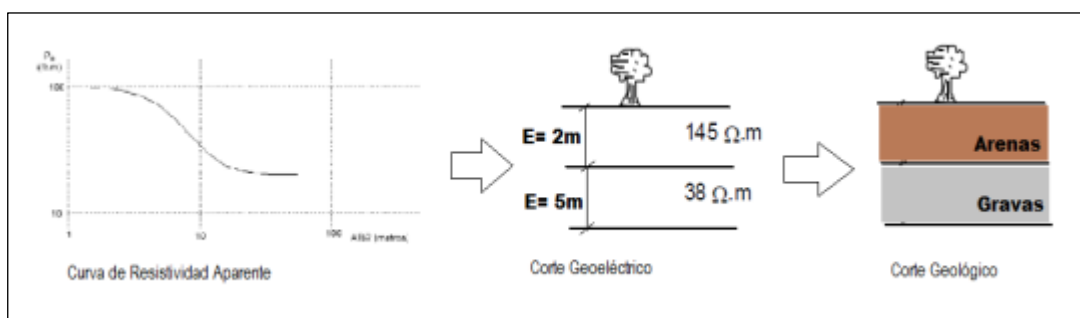 ρa
(Ω.m)
100
10
1
10
100
AB/2 (metros)
Curva de Resistividad Aparente
E= 2m
145 Ω.m
E= 5m
38 Ω.m
Corte Geoeléctrico
Arenas
Gravas
Corte Geológico